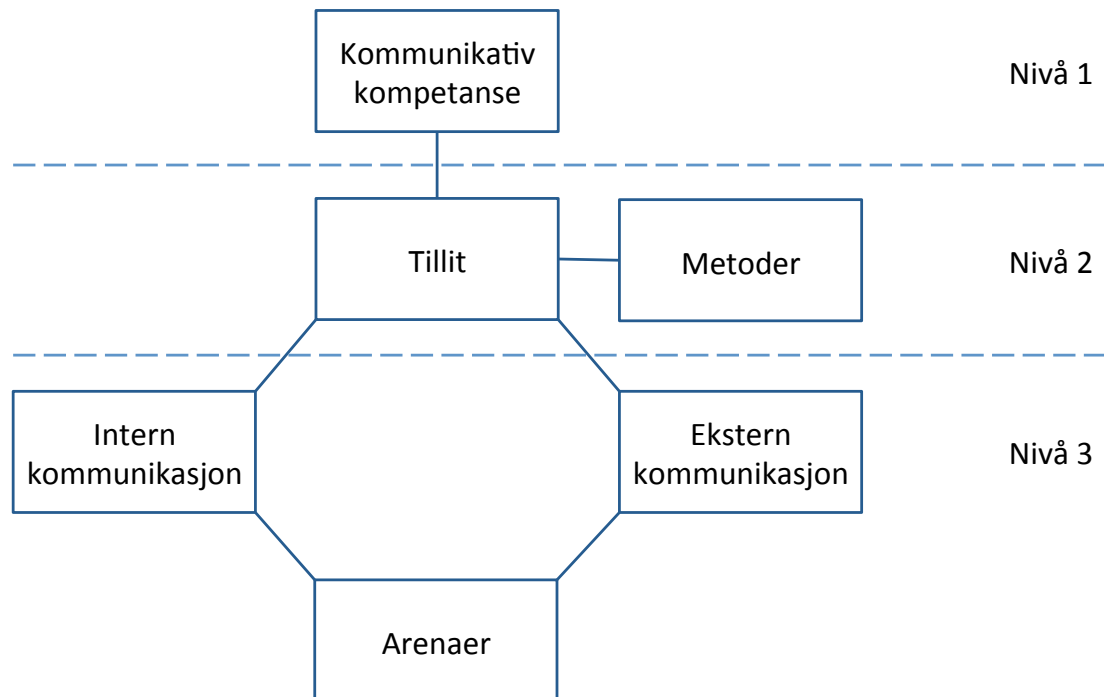 Kommunikativ
kompetanse
Nivå 1
Tillit
Metoder
Nivå 2
Intern
kommunikasjon
Ekstern
kommunikasjon
Nivå 3
Arenaer